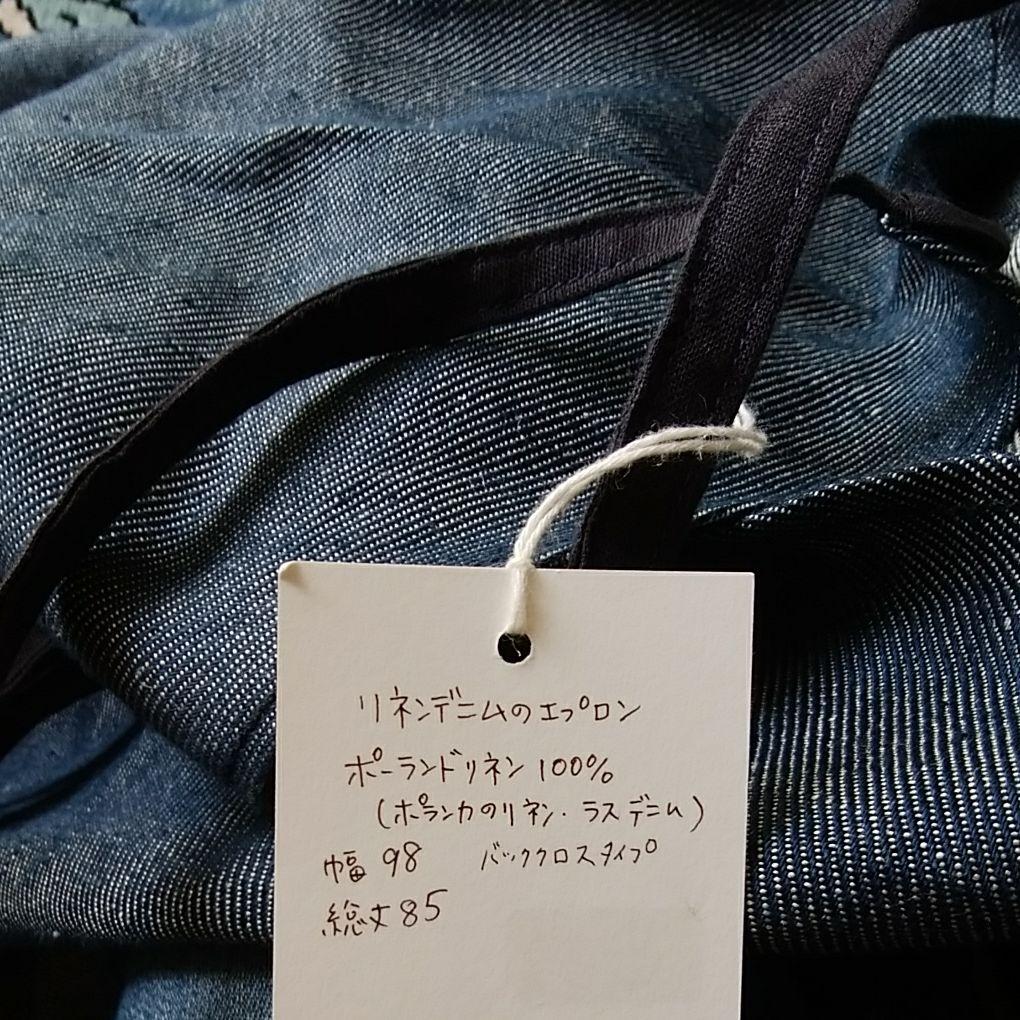 リネンデニムのエプロン
ポーランドリネン 100%
(ポランカのリネン・ラスデニム)
幅 98 バッククロスタイプ
総丈 85